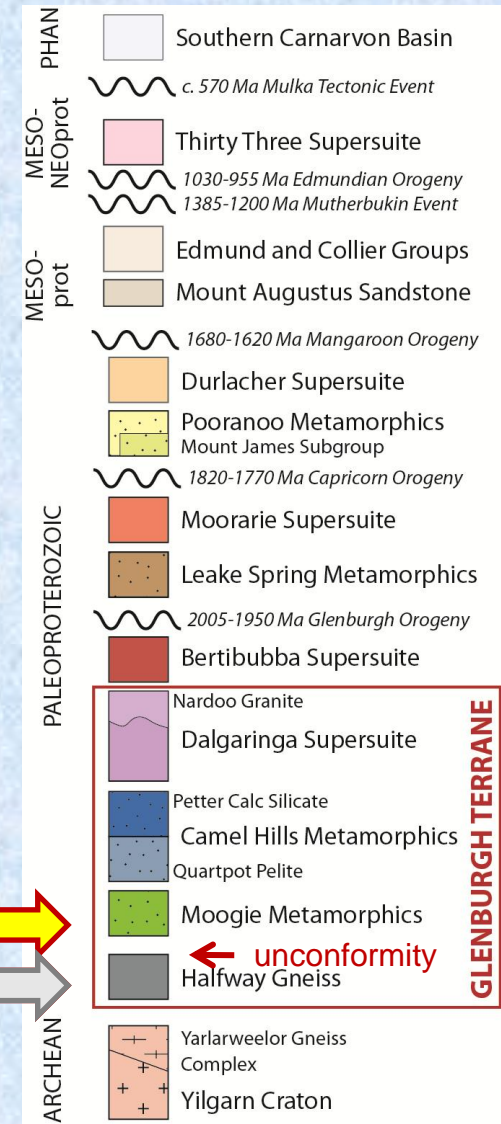 PHAN
Southern Carnarvon Basin
c. 570 Ma Mulka Tectonic Event
MESO-
NEOprot
Thirty Three Supersuite
1030-955 Ma Edmundian Orogeny
1385-1200 Ma Mutherbukin Event
MESO-
prot
Edmund and Collier Groups
Mount Augustus Sandstone
1680-1620 Ma Mangaroon Orogeny
PALEOPROTEROZOIC
Durlacher Supersuite
Pooranoo Metamorphics
Mount James Subgroup
1820-1770 Ma Capricorn Orogeny
Moorarie Supersuite
Leake Spring Metamorphics
2005-1950 Ma Glenburgh Orogeny
Bertibubba Supersuite
GLENBURGH TERRANE
Nardoo Granite
Dalgaringa Supersuite
Petter Calc Silicate
Camel Hills Metamorphics
Quartpot Pelite
Moogie Metamorphics
unconformity
Halfway Gneiss
ARCHEAN
Yarlarweelor Gneiss
Complex
Yilgarn Craton